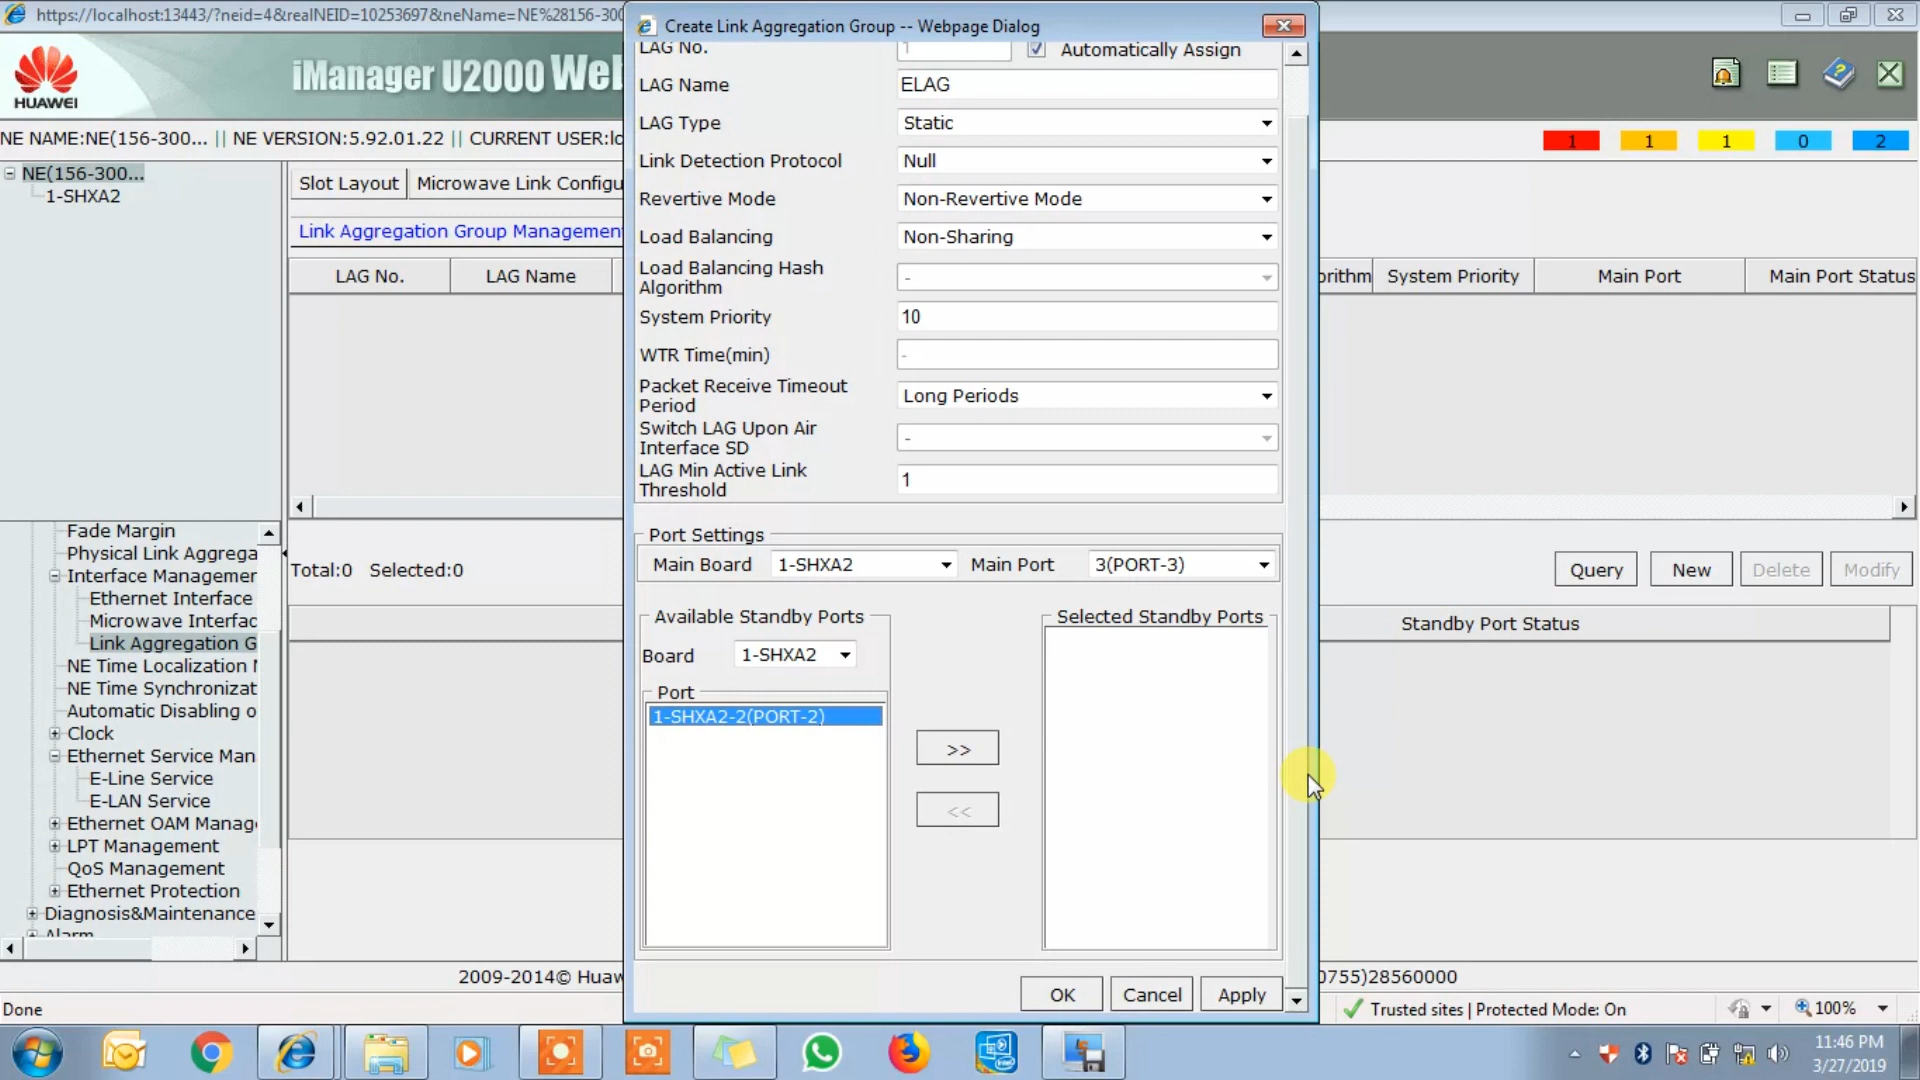 https://localhost:13443/?neid=4&realNEID=10253697&neName=NE%28156-300
Create Link Aggregation Group -- Webpage Dialog
HUAWEI
iManager U2000 Wel
NE NAME:NE(156-300... || NE VERSION:5.92.01.22 || CURRENT USER:lc
1
1
1
0
2
NE(156-300...
1-SHXA2
Slot Layout
Microwave Link Configu
Link Aggregation Group Managemen
LAG No.
LAG Name
orithm
System Priority
Main Port
Main Port Status
LAG No.
1
Automatically Assign
LAG Name
ELAG
LAG Type
Static
Link Detection Protocol
Null
Revertive Mode
Non-Revertive Mode
Load Balancing
Non-Sharing
Load Balancing Hash
Algorithm
-
System Priority
10
WTR Time(min)
-
Packet Receive Timeout
Period
Long Periods
Switch LAG Upon Air
Interface SD
-
LAG Min Active Link
Threshold
1
Port Settings
Main Board
1-SHXA2
Main Port
3(PORT-3)
Available Standby Ports
Board
1-SHXA2
Port
1-SHXA2-2(PORT-2)
>>
<<
Selected Standby Ports
OK
Cancel
Apply
Fade Margin
Physical Link Aggrega
Interface Managemer
Ethernet Interface
Microwave Interfac
Link Aggregation G
NE Time Localization
NE Time Synchronizat
Automatic Disabling o
Clock
Ethernet Service Man
E-Line Service
E-LAN Service
Ethernet OAM Manag
LPT Management
QoS Management
Ethernet Protection
Diagnosis&Maintenance
Alarm
Total:0 Selected:0
Query
New
Delete
Modify
Standby Port Status
2009-2014© Huaw
0755)28560000
Done
Trusted sites | Protected Mode: On
100%
11:46 PM
3/27/2019